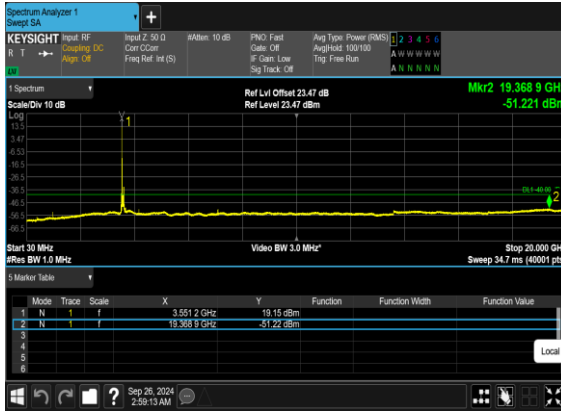 Spectrum Analyzer 1
Swept SA
+
KEYSIGHT Input: RF Input Z: 50 Ω #Atten: 10 dB PNO: Fast Avg Type: Power (RMS) 1 2 3 4 5 6
R T Coupling: DC Corr CCorr Gate: Off Avg|Hold: 100/100 A W W W W W
Align: Off Freq Ref: Int (S) IF Gain: Low Trig: Free Run
Sig Track: Off A N N N N N
1 Spectrum Ref Lvl Offset 23.47 dB Mkr2 19.368 9 GH
Scale/Div 10 dB Ref Level 23.47 dBm -51.221 dBm
Log
1
13.5
3.47
-6.53
-16.5
-26.5
-36.5 DL1 -40.00
2
-46.5
-56.5
-66.5
Start 30 MHz Video BW 3.0 MHz* Stop 20.000 GH
#Res BW 1.0 MHz Sweep 34.7 ms (40001 pts
5 Marker Table
Mode Trace Scale X Y Function Function Width Function Value
1 N 1 f 3.551 2 GHz 19.15 dBm
2 N 1 f 19.368 9 GHz -51.22 dBm
3
4
5
6
Local
? Sep 26, 2024
2:59:13 AM